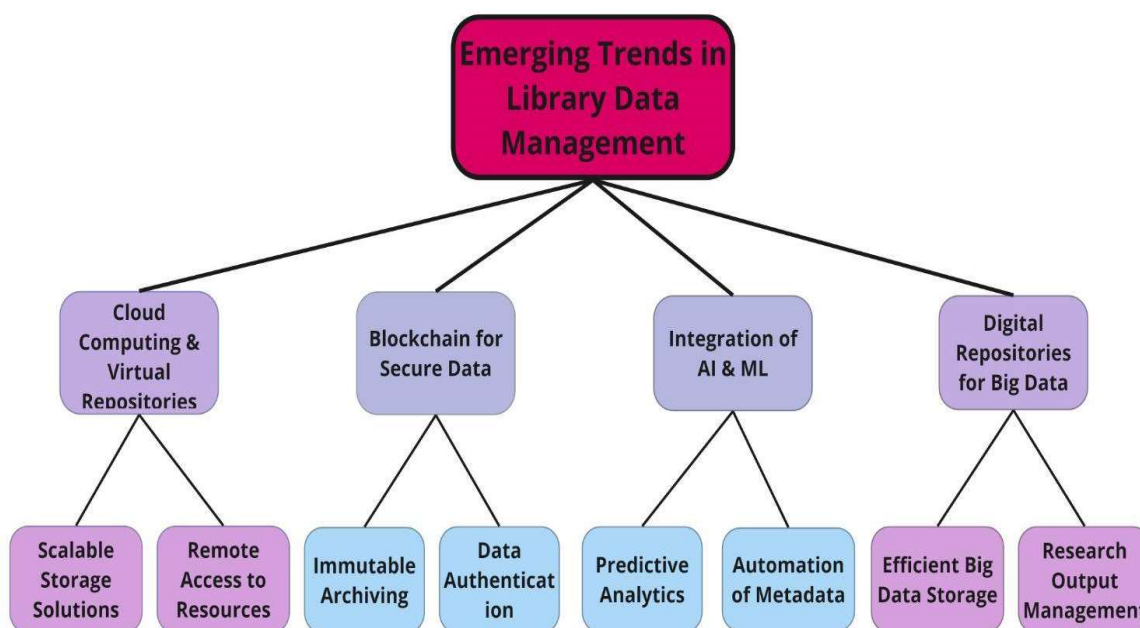 Emerging Trends in
Library Data
Management
Cloud
Computing &
Virtual
Repositories
Blockchain for
Secure Data
Integration of
AI & ML
Digital
Repositories
for Big Data
Scalable
Storage
Solutions
Remote
Access to
Resources
Immutable
Archiving
Data
Authenticat
ion
Predictive
Analytics
Automation
of Metadata
Efficient Big
Data Storage
Research
Output
Management